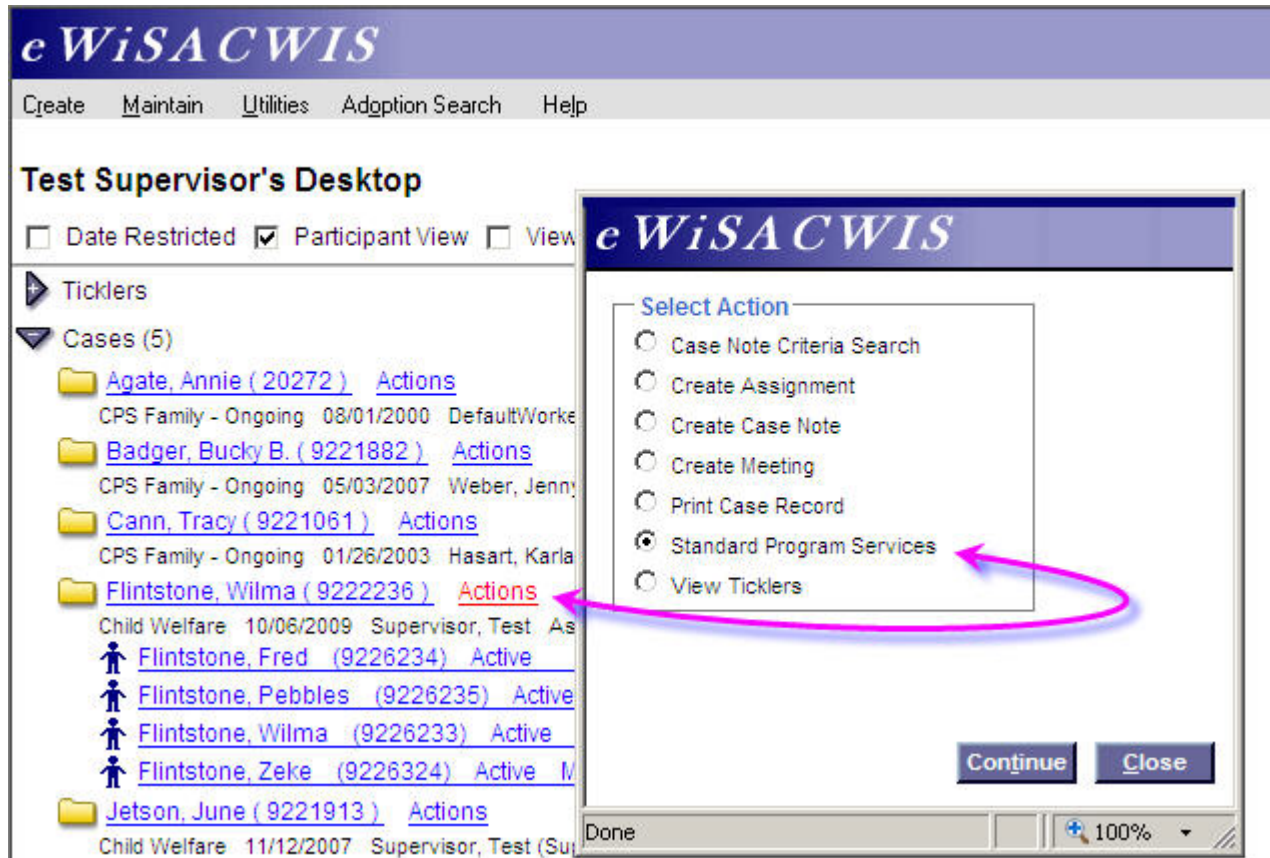 e WiSACWIS
Create Maintain Utilities Adoption Search Help
Test Supervisor's Desktop
Date Restricted Participant View View
Ticklers
Cases (5)
Agate, Annie ( 20272 ) Actions
CPS Family - Ongoing 08/01/2000 DefaultWorke
Badger, Bucky B. ( 9221882 ) Actions
CPS Family - Ongoing 05/03/2007 Weber, Jenny
Cann, Tracy ( 9221061 ) Actions
CPS Family - Ongoing 01/26/2003 Hasart, Karla
Flintstone, Wilma ( 9222236 ) Actions
Child Welfare 10/06/2009 Supervisor, Test As
Flintstone, Fred (9226234) Active
Flintstone, Pebbles (9226235) Active
Flintstone, Wilma (9226233) Active
Flintstone, Zeke (9226324) Active M
Jetson, June ( 9221913 ) Actions
Child Welfare 11/12/2007 Supervisor, Test (Su
e WiSACWIS
Select Action
Case Note Criteria Search
Create Assignment
Create Case Note
Create Meeting
Print Case Record
Standard Program Services
View Ticklers
Continue Close
Done 100%